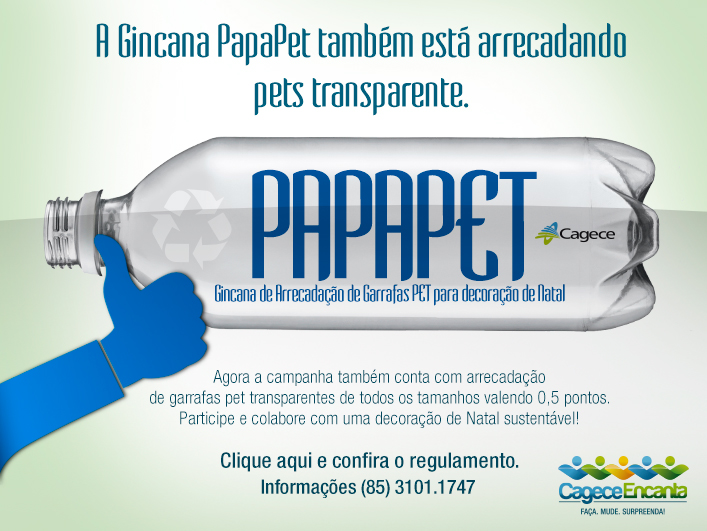 A Gincana PapaPet também está arrecadando
pets transparente.
PAPAPET
Cagece
Gincana de Arrecadação de Garrafas PET para decoração de Natal
Agora a campanha também conta com arrecadação
de garrafas pet transparentes de todos os tamanhos valendo 0,5 pontos.
Participe e colabore com uma decoração de Natal sustentável!
Clique aqui e confira o regulamento.
Informações (85) 3101.1747
CageceEncanta
FAÇA. MUDE. SURPREENDA!